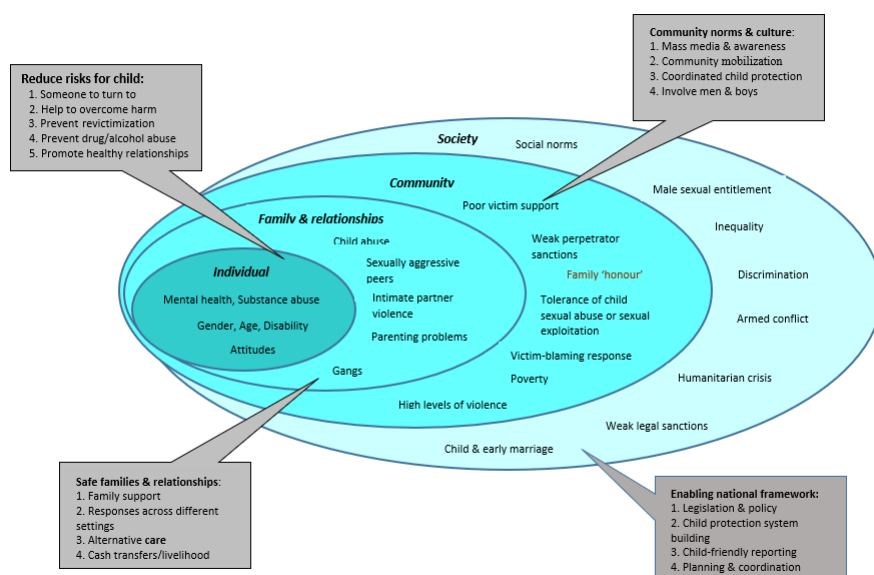 Community norms & culture:
1. Mass media & awareness
2. Community mobilization
3. Coordinated child protection
4. Involve men & boys
Reduce risks for child:
1. Someone to turn to
2. Help to overcome harm
3. Prevent revictimization
4. Prevent drug/alcohol abuse
5. Promote healthy relationships
Society
Social norms
Male sexual entitlement
Inequality
Discrimination
Armed conflict
Humanitarian crisis
Weak legal sanctions
Child & early marriage
Community
Poor victim support
Weak perpetrator
sanctions
Family 'honour'
Tolerance of child
sexual abuse or sexual
exploitation
Victim-blaming response
Poverty
High levels of violence
Family & relationships
Child abuse
Sexually aggressive
peers
Intimate partner
violence
Parenting problems
Gangs
Individual
Mental health, Substance abuse
Gender, Age, Disability
Attitudes
Safe families & relationships:
1. Family support
2. Responses across different
settings
3. Alternative care
4. Cash transfers/livelihood
Enabling national framework:
1. Legislation & policy
2. Child protection system
building
3. Child-friendly reporting
4. Planning & coordination